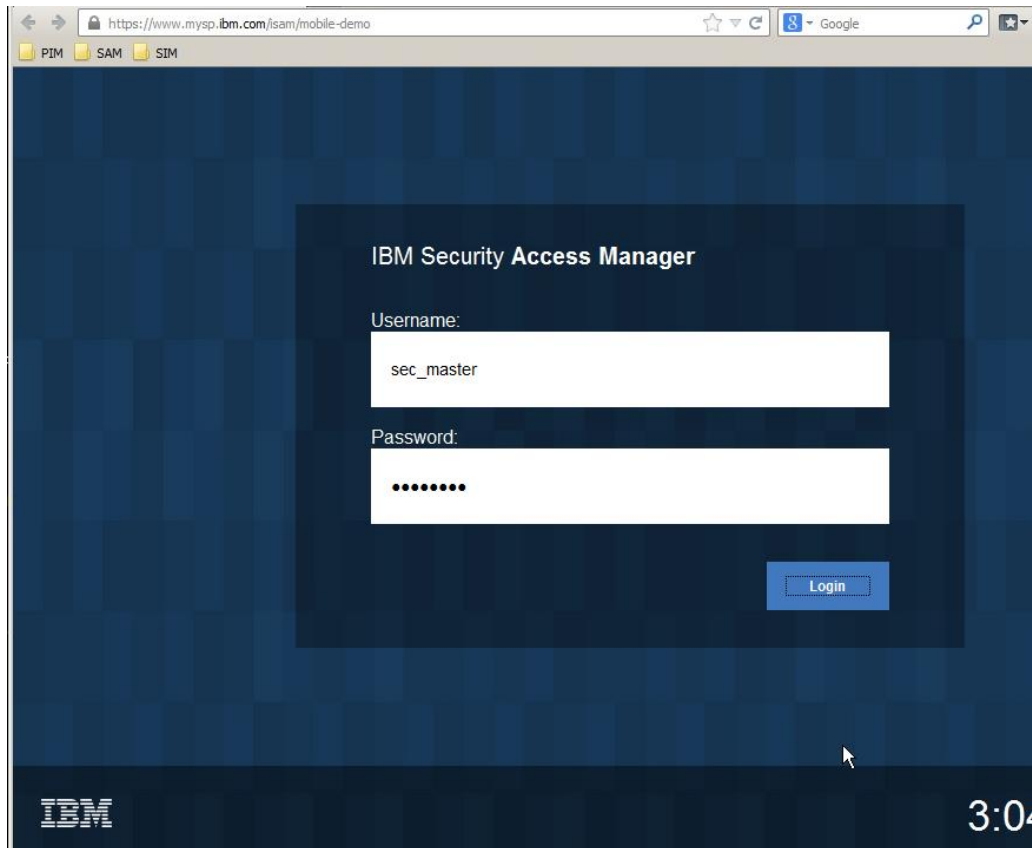 https://www.mysp.ibm.com/isam/mobile-demo
8 Google
PIM SAM SIM
IBM Security Access Manager
Username:
sec_master
Password:
••••••••
Login
IBM
3:04